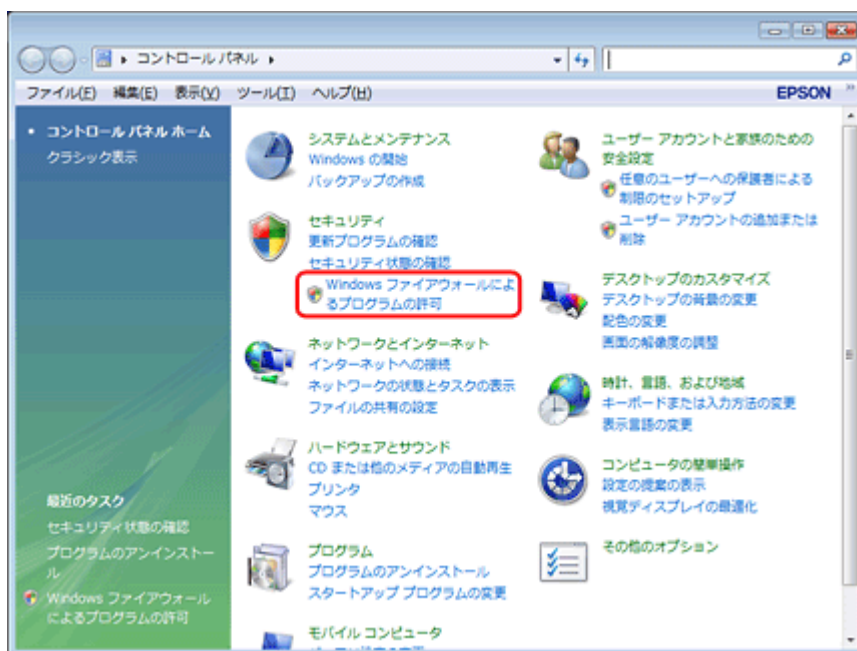 コントロール パネル
ファイル(F) 編集(E) 表示(V) ツール(T) ヘルプ(H)
EPSON
コントロール パネル ホーム
クラシック表示
システムとメンテナンス
Windows の開始
バックアップの作成
セキュリティ
更新プログラムの確認
セキュリティ状態の確認
Windows ファイアウォールによ
るプログラムの許可
ネットワークとインターネット
インターネットへの接続
ネットワークの状態とタスクの表示
ファイルの共有の設定
ハードウェアとサウンド
CD または他のメディアの自動再生
プリンタ
マウス
プログラム
プログラムのアンインストール
スタートアップ プログラムの変更
モバイル コンピュータ
ユーザー アカウントと家族のための
安全設定
任意のユーザーへの保護者による
制限のセットアップ
ユーザー アカウントの追加または
削除
デスクトップのカスタマイズ
デスクトップの背景の変更
配色の変更
画面の解像度の調整
時計、言語、および地域
キーボードまたは入力方法の変更
表示言語の変更
コンピュータの簡単操作
設定の提案の表示
視覚ディスプレイの最適化
その他のオプション
最近のタスク
セキュリティ状態の確認
プログラムのアンインストー
ル
Windows ファイアウォール
によるプログラムの許可